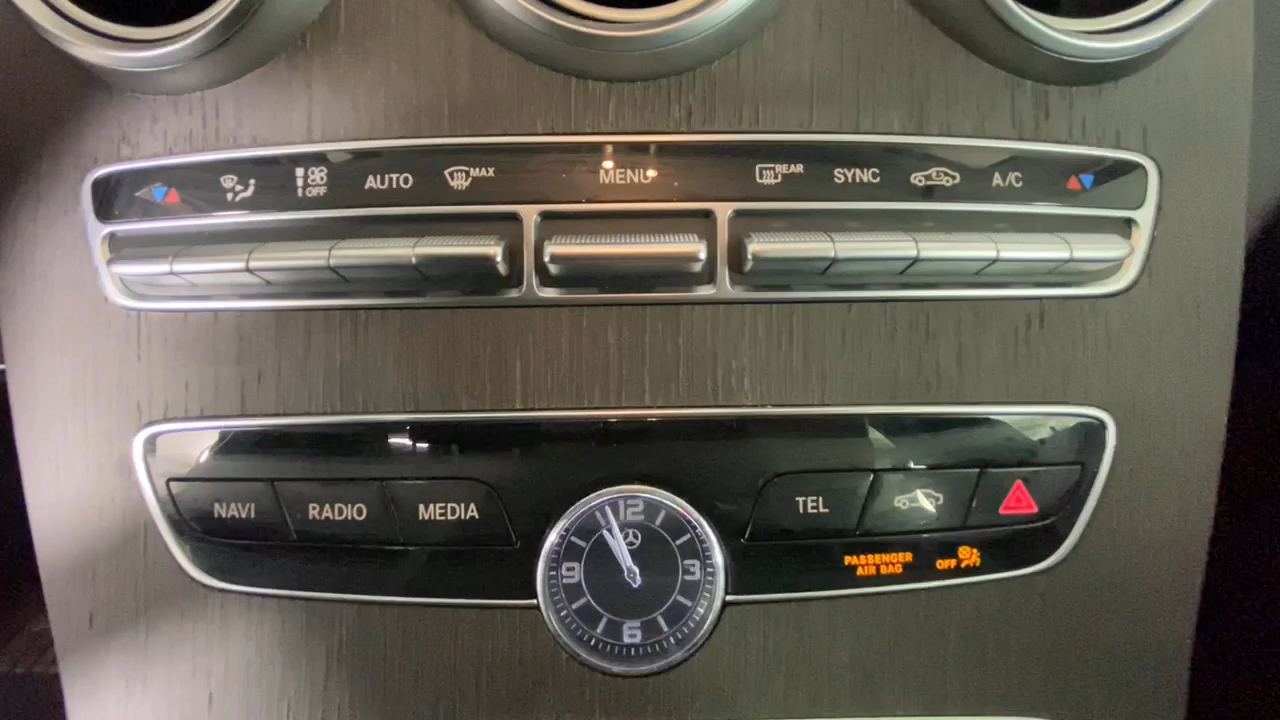 OFF
AUTO
MAX
MENU
REAR
SYNC
A/C
NAVI
RADIO
MEDIA
TEL
PASSENGER
AIR BAG
OFF
12
9
3
6